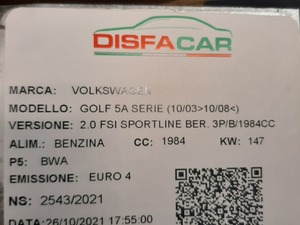 DISFACAR
MARCA: VOLKSWAGEN
MODELLO: GOLF 5A SERIE (10/03>10/08<)
VERSIONE: 2.0 FSI SPORTLINE BER. 3P/B/1984CC
ALIM.: BENZINA CC: 1984 KW: 147
P5: BWA
EMISSIONE: EURO 4
NS: 2543/2021
DATA:26/10/2021 17:55:00